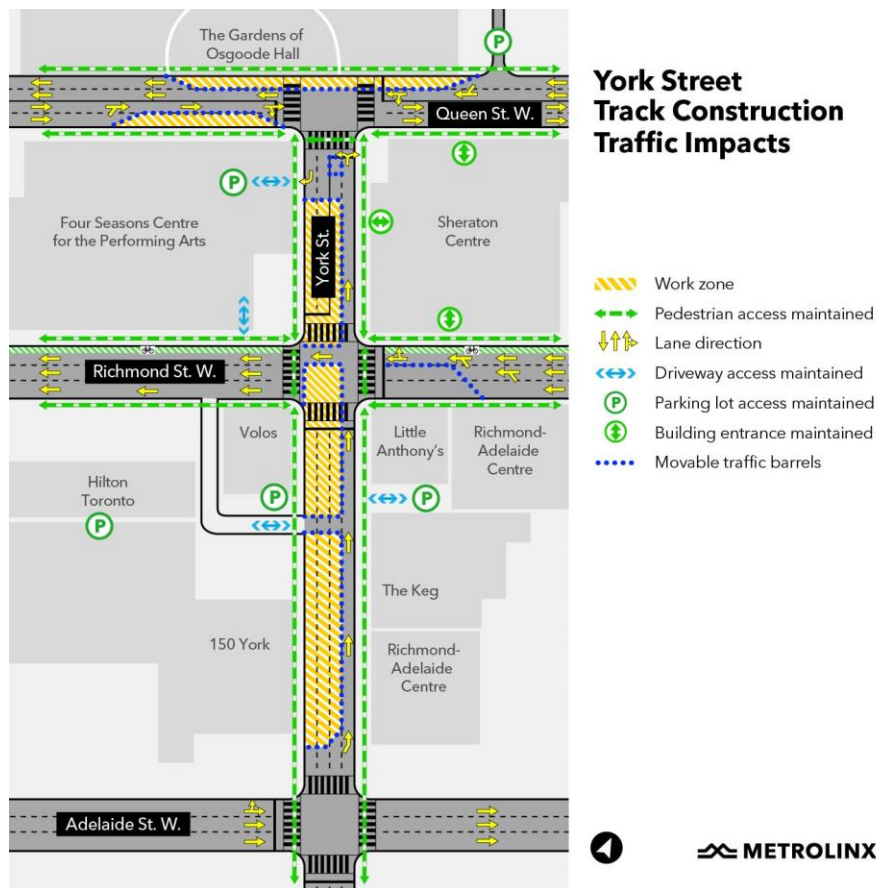 The Gardens of
Osgoode Hall
P
York Street
Track Construction
Traffic Impacts
Queen St. W.
P
Four Seasons Centre
for the Performing Arts
York St.
Sheraton
Centre
Work zone
Pedestrian access maintained
Lane direction
Driveway access maintained
P
Parking lot access maintained
Building entrance maintained
Movable traffic barrels
Richmond St. W.
Volos
Little
Anthony's
Richmond-
Adelaide
Centre
Hilton
Toronto
P
P
P
The Keg
150 York
Richmond-
Adelaide
Centre
Adelaide St. W.
METROLINX